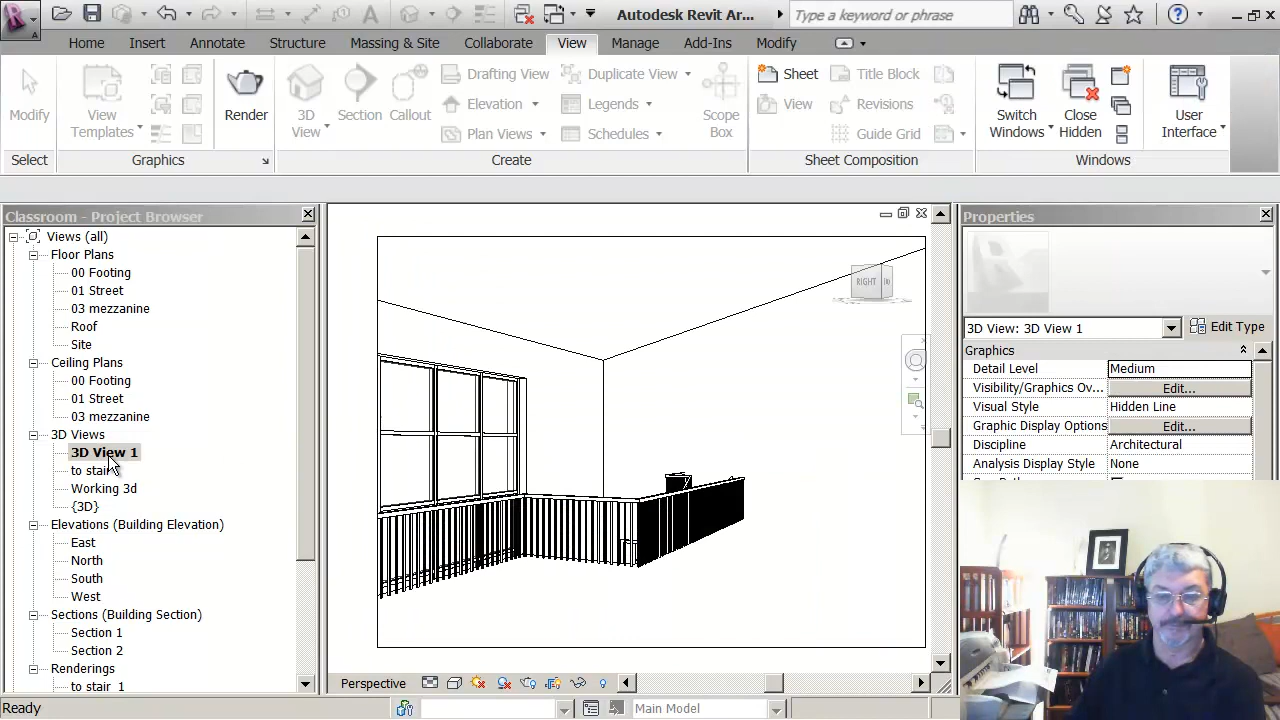 Autodesk Revit Ar...
Type a keyword or phrase
Home Insert Annotate Structure Massing & Site Collaborate View Manage Add-Ins Modify
Modify
View Templates
Render
3D View
Section
Callout
Drafting View
Elevation
Plan Views
Duplicate View
Legends
Schedules
Scope Box
Sheet
View
Title Block
Revisions
Guide Grid
Switch Windows
Close Hidden
User Interface
Select Graphics Create Sheet Composition Windows
Classroom - Project Browser
Views (all)
Floor Plans
00 Footing
01 Street
03 mezzanine
Roof
Site
Ceiling Plans
00 Footing
01 Street
03 mezzanine
3D Views
3D View 1
to stair
Working 3d
{3D}
Elevations (Building Elevation)
East
North
South
West
Sections (Building Section)
Section 1
Section 2
Renderings
to stair_1
RIGHT
Perspective
Properties
3D View: 3D View 1
Edit Type
Graphics
Detail Level Medium
Visibility/Graphics Ov... Edit...
Visual Style Hidden Line
Graphic Display Options Edit...
Discipline Architectural
Analysis Display Style None
Ready
Main Model